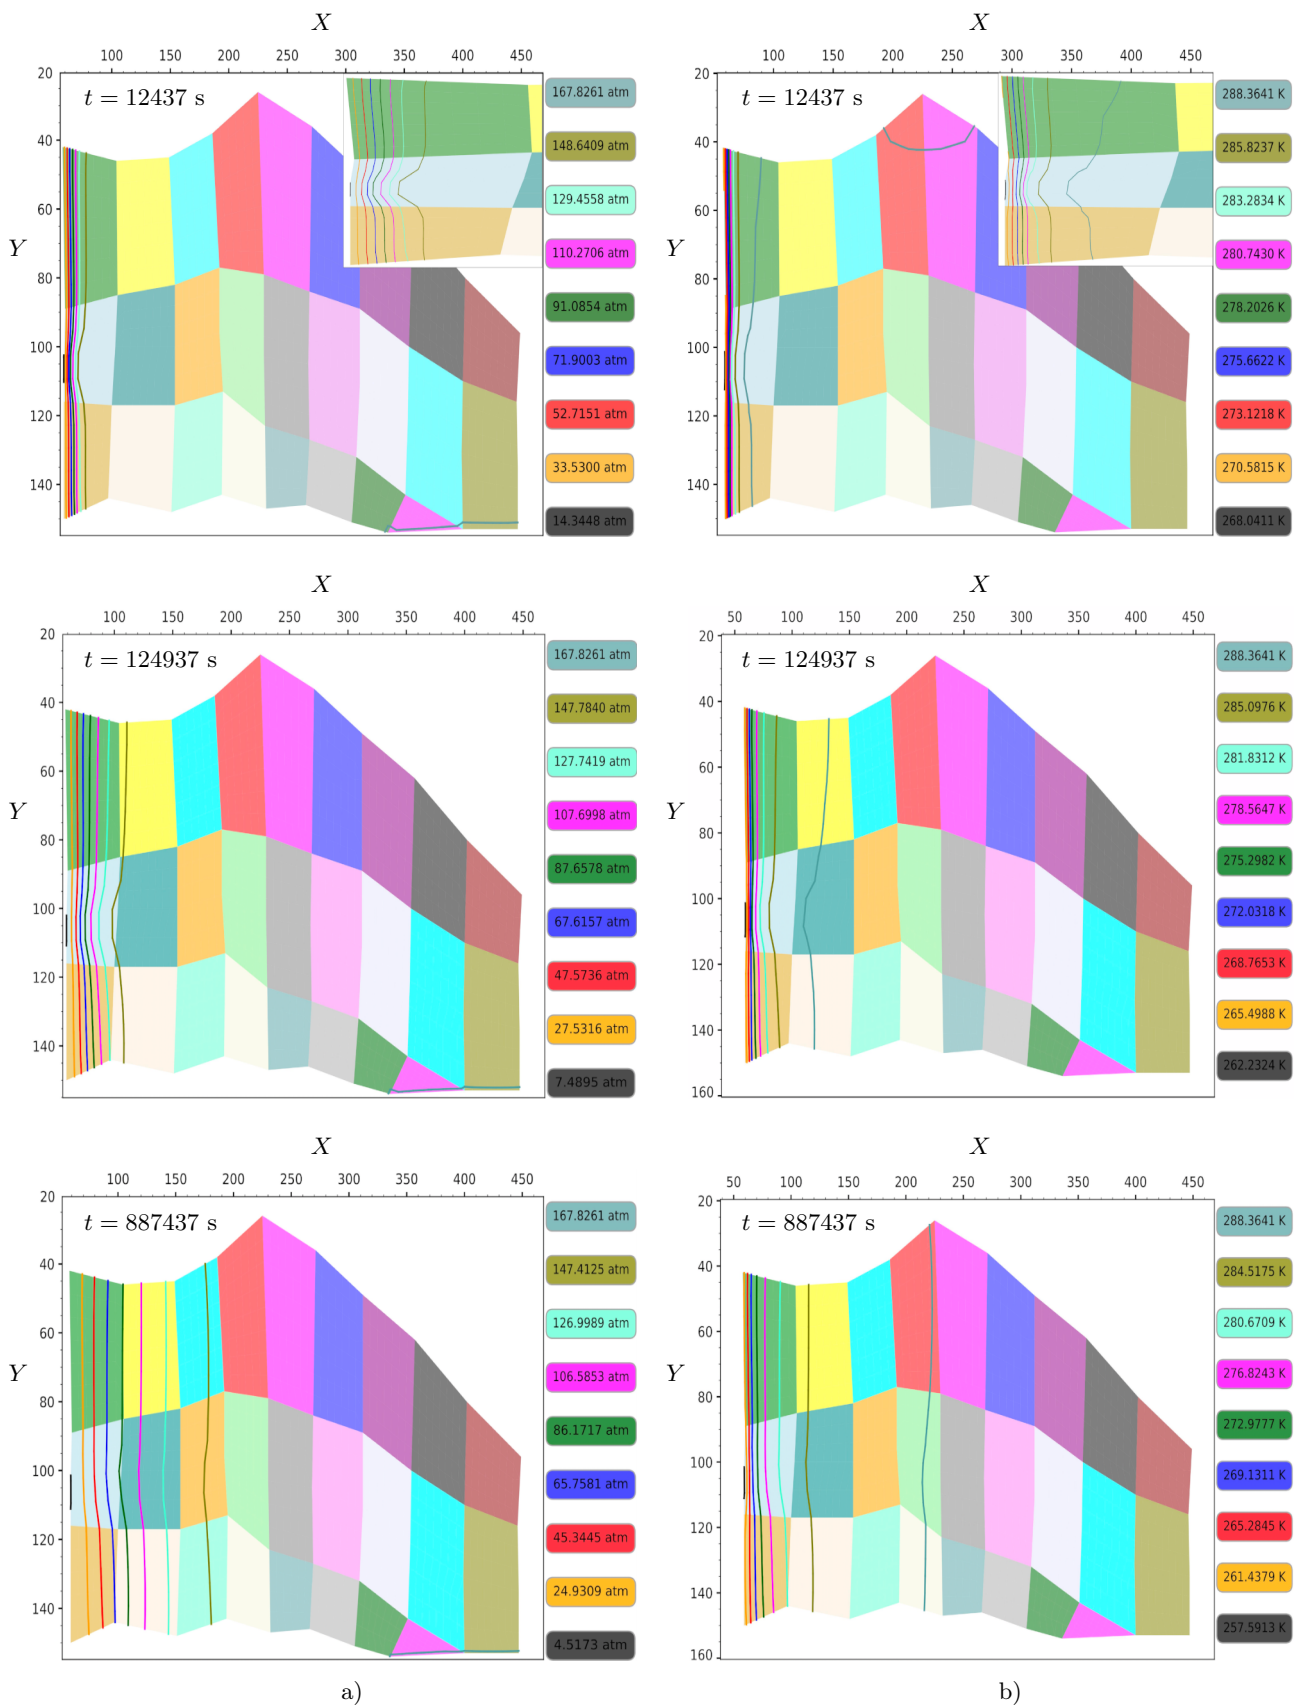 X X
100 150 200 250 300 350 400 450 100 150 200 250 300 350 400 450
20 20
t = 12437 s 167.8261 atm t = 12437 s 288.3641 K
40 148.6409 atm 40 285.8237 K
60 129.4558 atm 60 283.2834 K
Y 110.2706 atm Y 280.7430 K
80 91.0854 atm 80 278.2026 K
100 71.9003 atm 100 275.6622 K
120 52.7151 atm 120 273.1218 K
140 33.5300 atm 140 270.5815 K
14.3448 atm 268.0411 K
X X
100 150 200 250 300 350 400 450 50 100 150 200 250 300 350 400 450
20 20
t = 124937 s 167.8261 atm t = 124937 s 288.3641 K
40 147.7840 atm 40 285.0976 K
60 127.7419 atm 60 281.8312 K
Y 107.6998 atm Y 278.5647 K
80 87.6578 atm 80 275.2982 K
100 67.6157 atm 100 272.0318 K
120 47.5736 atm 120 268.7653 K
140 27.5316 atm 140 265.4988 K
7.4895 atm 160 262.2324 K
X X
100 150 200 250 300 350 400 450 50 100 150 200 250 300 350 400 450
20 20
t = 887437 s 167.8261 atm t = 887437 s 288.3641 K
40 147.4125 atm 40 284.5175 K
60 126.9989 atm 60 280.6709 K
Y 106.5853 atm Y 276.8243 K
80 86.1717 atm 80 272.9777 K
100 65.7581 atm 100 269.1311 K
120 45.3445 atm 120 265.2845 K
140 24.9309 atm 140 261.4379 K
4.5173 atm 160 257.5913 K
a) b)